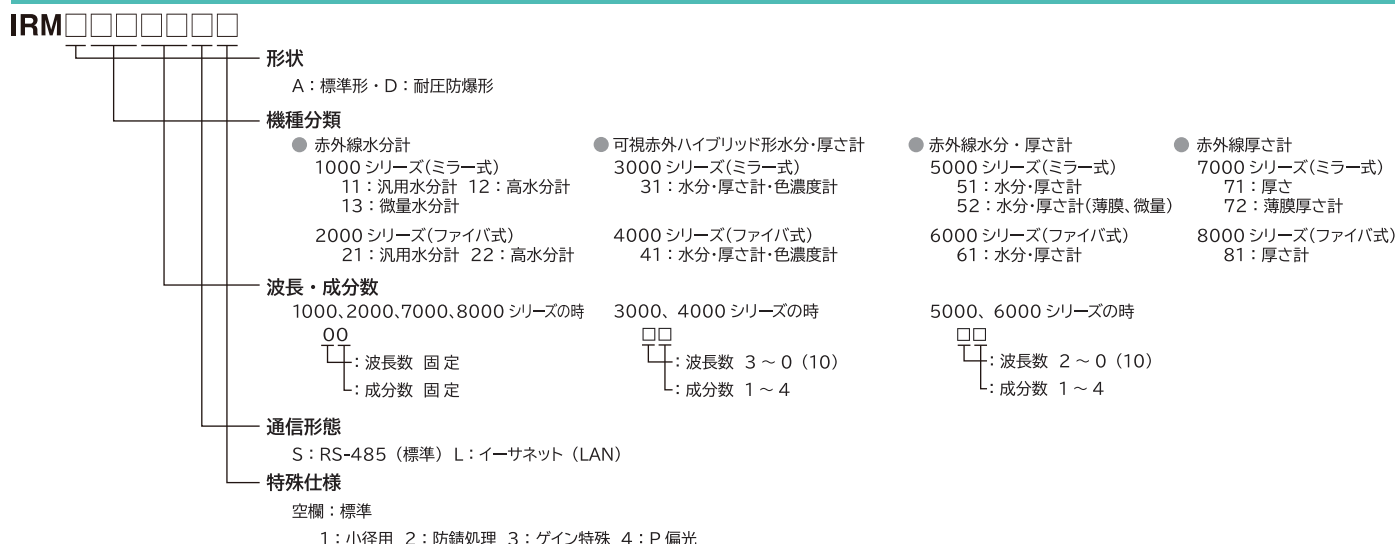 IRM□□□□□□□
形状
A：標準形・D：耐圧防爆形
機種分類
● 赤外線水分計
1000 シリーズ(ミラー式)
11：汎用水分計 12：高水分計
13：微量水分計
2000 シリーズ(ファイバ式)
21：汎用水分計 22：高水分計
● 可視赤外ハイブリッド形水分・厚さ計
3000 シリーズ(ミラー式)
31：水分・厚さ計・色濃度計
4000 シリーズ(ファイバ式)
41：水分・厚さ計・色濃度計
● 赤外線水分・厚さ計
5000 シリーズ(ミラー式)
51：水分・厚さ計
52：水分・厚さ計(薄膜、微量)
6000 シリーズ(ファイバ式)
61：水分・厚さ計
● 赤外線厚さ計
7000 シリーズ(ミラー式)
71：厚さ
72：薄膜厚さ計
8000 シリーズ(ファイバ式)
81：厚さ計
波長・成分数
1000、2000、7000、8000 シリーズの時
00
：波長数 固定
：成分数 固定
3000、4000 シリーズの時
□□
：波長数 3～0（10）
：成分数 1～4
5000、6000 シリーズの時
□□
：波長数 2～0（10）
：成分数 1～4
通信形態
S：RS-485（標準）L：イーサネット（LAN）
特殊仕様
空欄：標準
1：小径用 2：防錆処理 3：ゲイン特殊 4：P偏光